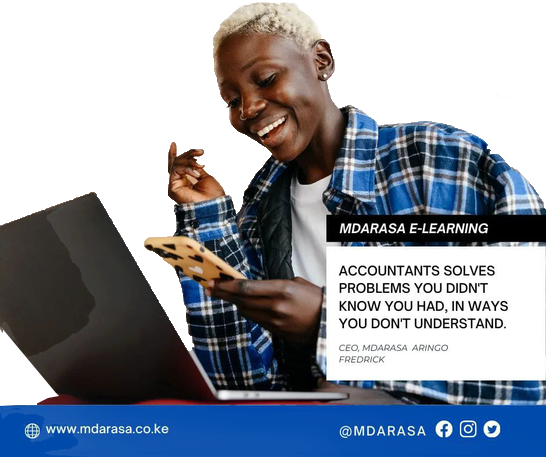 MDARASA E-LEARNING
ACCOUNTANTS SOLVES
PROBLEMS YOU DIDN'T
KNOW YOU HAD, IN WAYS
YOU DON'T UNDERSTAND.
CEO, MDARASA ARINGO
FREDRICK
www.mdarasa.co.ke
@MDARASA